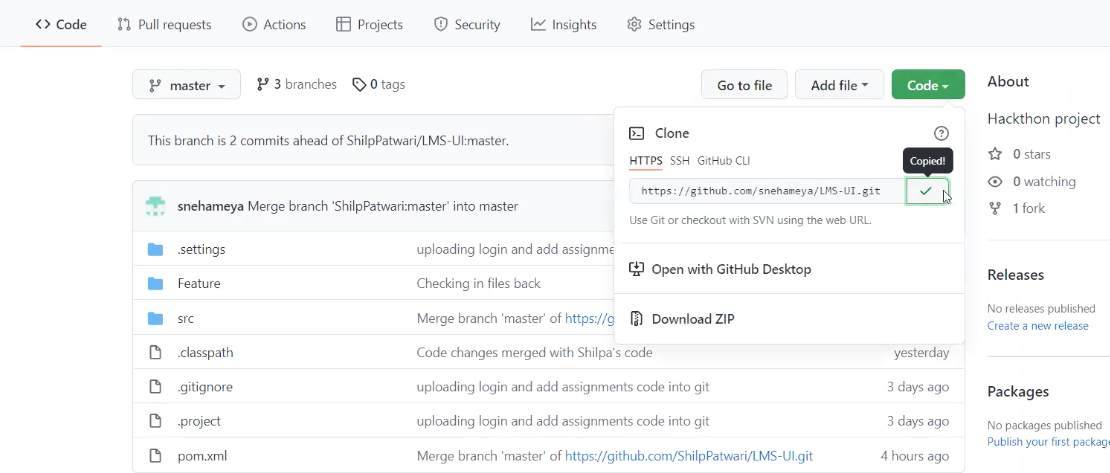 Code Pull requests Actions Projects Security Insights Settings
master 3 branches 0 tags Go to file Add file Code
This branch is 2 commits ahead of ShilpPatwari/LMS-UI:master.
snehameya Merge branch 'ShilpPatwari:master' into master
.settings uploading login and add assignments
Feature Checking in files back
src Merge branch 'master' of https://g
.classpath Code changes merged with Shilpa's code yesterday
.gitignore uploading login and add assignments code into git 3 days ago
.project uploading login and add assignments code into git 3 days ago
pom.xml Merge branch 'master' of https://github.com/ShilpPatwari/LMS-UI.git 4 hours ago
Clone
HTTPS SSH GitHub CLI
Copied!
https://github.com/snehameya/LMS-UI.git
Use Git or checkout with SVN using the web URL.
Open with GitHub Desktop
Download ZIP
About
Hackthon project
0 stars
0 watching
1 fork
Releases
No releases published
Create a new release
Packages
No packages published
Publish your first package